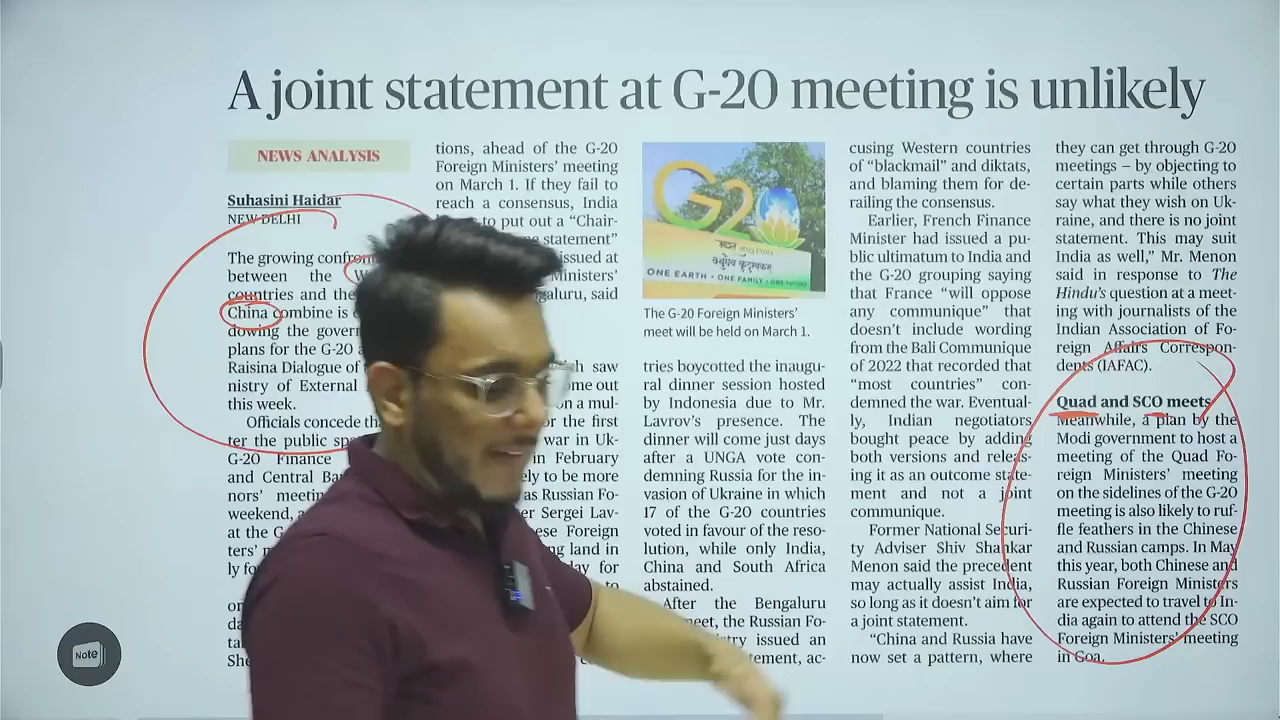 A joint statement at G-20 meeting is unlikely
NEWS ANALYSIS
Suhasini Haidar
NEW DELHI
The growing
between the
countries and the
China combine is
dowing the
plans for the G-20
Raisina Dialogue of
nistry of External
this week.
Officials concede
ter the public
G-20 Finance
and Central
nors’
weekend,
at the G-
ters’
ly
tions, ahead of the G-20
Foreign Ministers’ meeting
on March 1. If they fail to
reach a consensus, India
to put out a “Chair-
statement”
issued at
saw
out
on a mul-
the first
war in Uk-
in February
to be more
as Russian Fo-
Sergei Lav-
Foreign
land in
for
to
G20
वसुधैव कुटुम्बकम्
ONE EARTH • ONE FAMILY • ONE FUTURE
The G-20 Foreign Ministers’
meet will be held on March 1.
tries boycotted the inaugu-
ral dinner session hosted
by Indonesia due to Mr.
Lavrov’s presence. The
dinner will come just days
after a UNGA vote con-
demning Russia for the in-
vasion of Ukraine in which
17 of the G-20 countries
voted in favour of the reso-
lution, while only India,
China and South Africa
abstained.
After the Bengaluru
meet, the Russian Fo-
issued an
ac-
cusing Western countries
of “blackmail” and diktats,
and blaming them for de-
railing the consensus.
Earlier, French Finance
Minister had issued a pu-
blic ultimatum to India and
the G-20 grouping saying
that France “will oppose
any communique” that
doesn’t include wording
from the Bali Communique
of 2022 that recorded that
“most countries” con-
demned the war. Eventual-
ly, Indian negotiators
bought peace by adding
both versions and releas-
ing it as an outcome state-
ment and not a joint
communique.
Former National Securi-
ty Adviser Shiv Shankar
Menon said the precedent
may actually assist India,
so long as it doesn’t aim for
a joint statement.
“China and Russia have
now set a pattern, where
they can get through G-20
meetings – by objecting to
certain parts while others
say what they wish on Uk-
raine, and there is no joint
statement. This may suit
India as well,” Mr. Menon
said in response to The
Hindu’s question at a meet-
ing with journalists of the
Indian Association of Fo-
reign Affairs Correspon-
dents (IAFAC).
Quad and SCO meets
Meanwhile, a plan by the
Modi government to host a
meeting of the Quad Fo-
reign Ministers’ meeting
on the sidelines of the G-20
meeting is also likely to ruf-
fle feathers in the Chinese
and Russian camps. In May
this year, both Chinese and
Russian Foreign Ministers
are expected to travel to In-
dia again to attend the SCO
Foreign Ministers’ meeting
in Goa.
Note